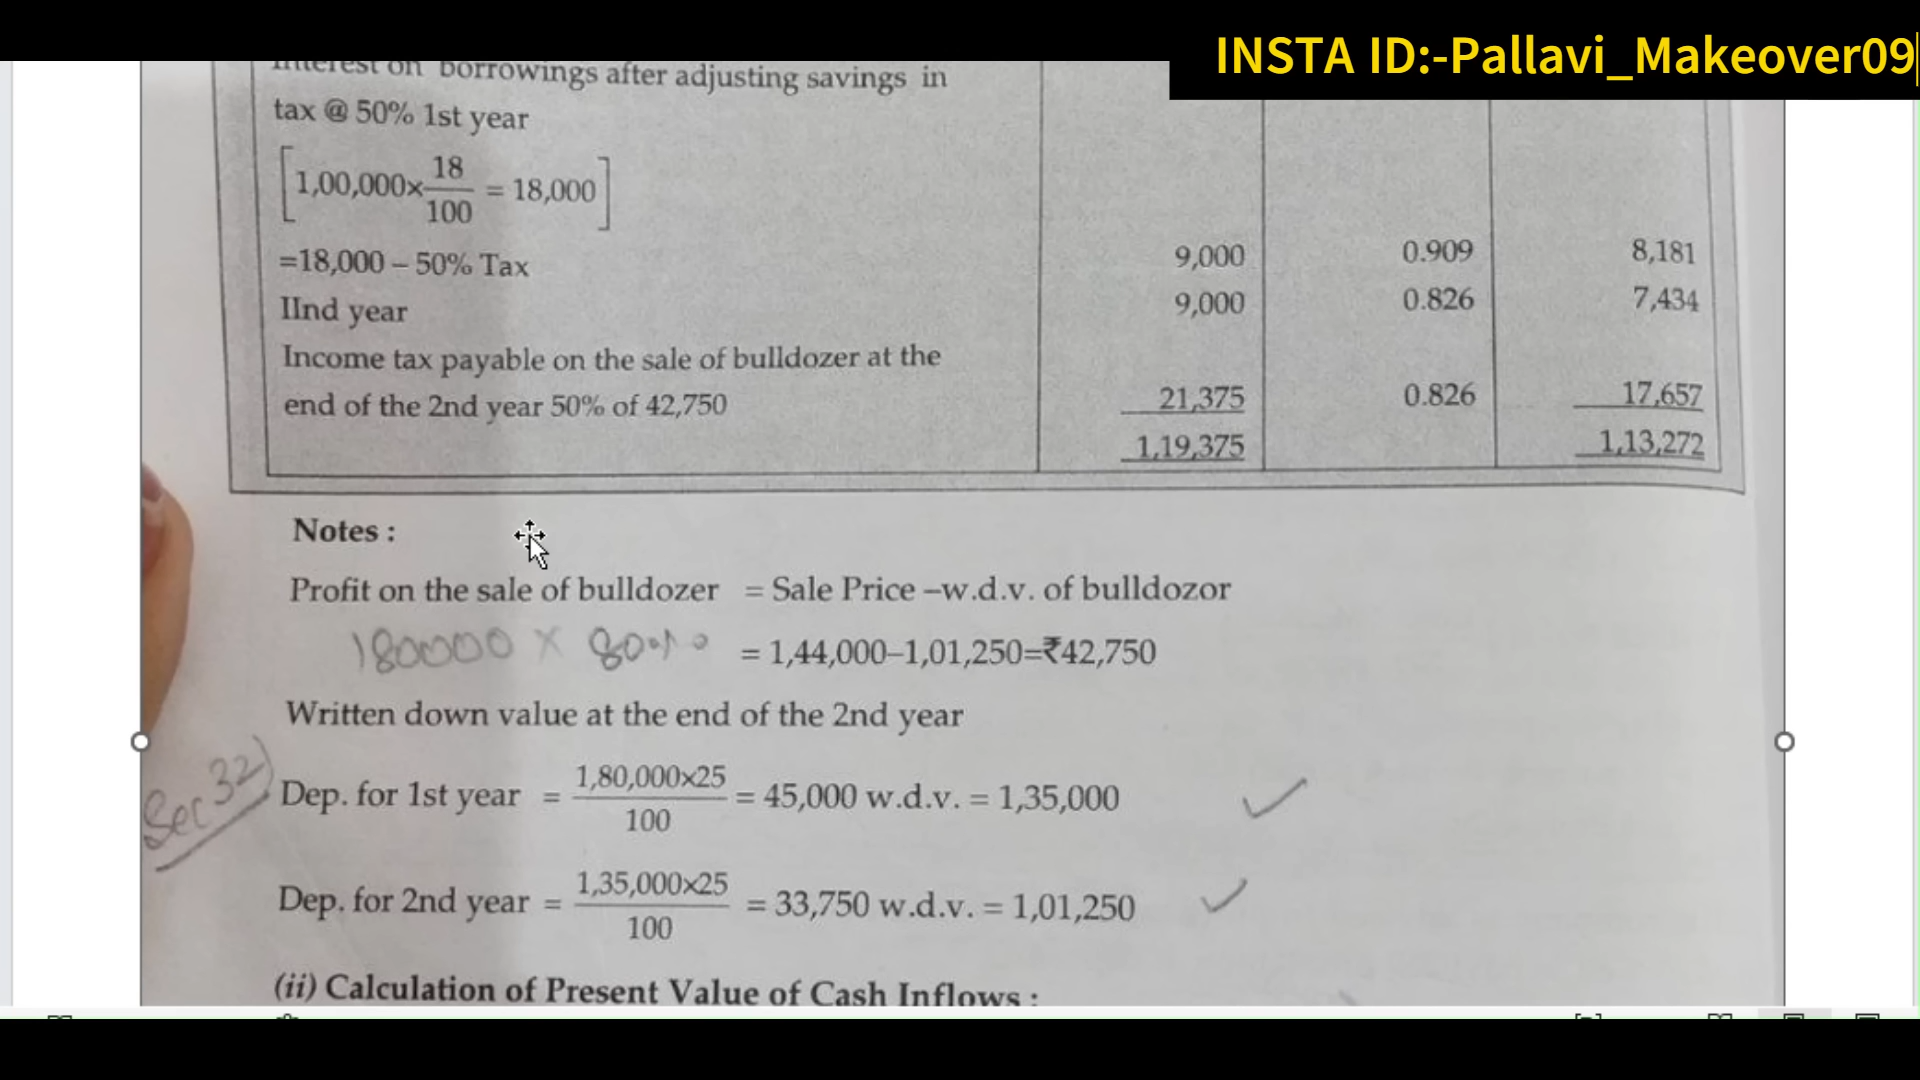 INSTA ID:-Pallavi_Makeover09
Interest on borrowings after adjusting savings in
tax @ 50% 1st year
[1,00,000×18/100 = 18,000]
=18,000 – 50% Tax 9,000 0.909 8,181
IInd year 9,000 0.826 7,434
Income tax payable on the sale of bulldozer at the
end of the 2nd year 50% of 42,750 21,375 0.826 17,657
1,19,375 1,13,272
Notes :
Profit on the sale of bulldozer = Sale Price –w.d.v. of bulldozor
180000 × 80% = 1,44,000–1,01,250=₹42,750
Written down value at the end of the 2nd year
Sec 32)
Dep. for 1st year = 1,80,000×25/100 = 45,000 w.d.v. = 1,35,000
Dep. for 2nd year = 1,35,000×25/100 = 33,750 w.d.v. = 1,01,250
(ii) Calculation of Present Value of Cash Inflows :